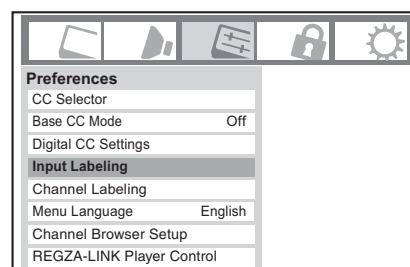 Preferences
CC Selector
Base CC Mode Off
Digital CC Settings
Input Labeling
Channel Labeling
Menu Language English
Channel Browser Setup
REGZA-LINK Player Control